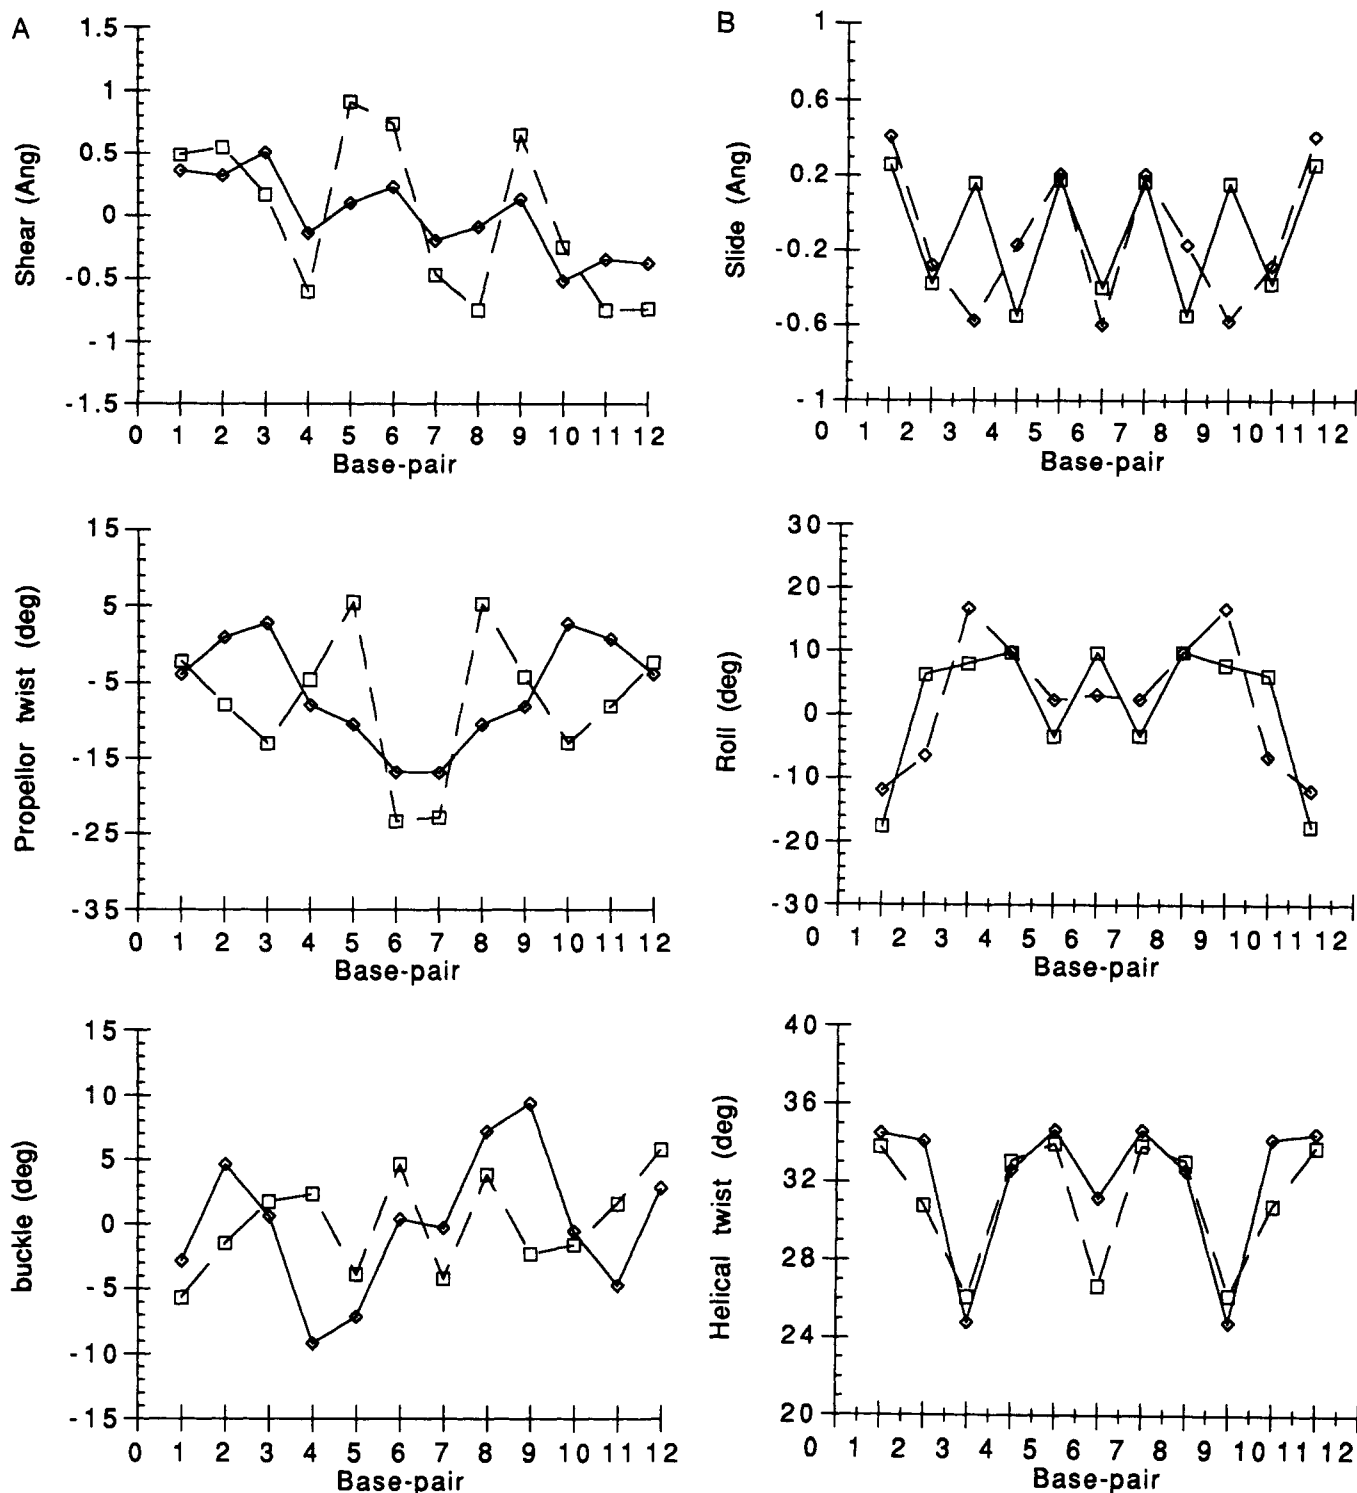 A
Shear (Ang)
1.5
1
0.5
0
-0.5
-1
-1.5
0 1 2 3 4 5 6 7 8 9 10 11 12
Base-pair
B
Slide (Ang)
1
0.6
0.2
-0.2
-0.6
-1
0 1 2 3 4 5 6 7 8 9 10 11 12
Base-pair
Propellor twist (deg)
15
5
-5
-15
-25
-35
0 1 2 3 4 5 6 7 8 9 10 11 12
Base-pair
Roll (deg)
30
20
10
0
-10
-20
-30
0 1 2 3 4 5 6 7 8 9 10 11 12
Base-pair
buckle (deg)
15
10
5
0
-5
-10
-15
0 1 2 3 4 5 6 7 8 9 10 11 12
Base-pair
Helical twist (deg)
40
36
32
28
24
20
0 1 2 3 4 5 6 7 8 9 10 11 12
Base-pair